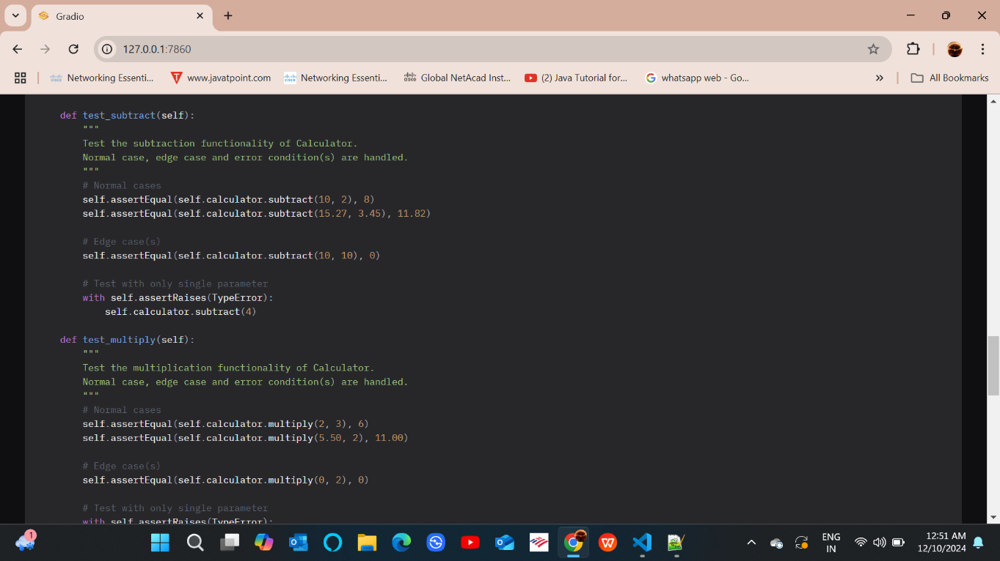 Gradio
127.0.0.1:7860
Networking Essenti...
www.javatpoint.com
Networking Essenti...
Global NetAcad Inst...
(2) Java Tutorial for...
whatsapp web - Go...
All Bookmarks
def test_subtract(self):
"""
Test the subtraction functionality of Calculator.
Normal case, edge case and error condition(s) are handled.
"""
# Normal cases
self.assertEqual(self.calculator.subtract(10, 2), 8)
self.assertEqual(self.calculator.subtract(15.27, 3.45), 11.82)
# Edge case(s)
self.assertEqual(self.calculator.subtract(10, 10), 0)
# Test with only single parameter
with self.assertRaises(TypeError):
self.calculator.subtract(4)
def test_multiply(self):
"""
Test the multiplication functionality of Calculator.
Normal case, edge case and error condition(s) are handled.
"""
# Normal cases
self.assertEqual(self.calculator.multiply(2, 3), 6)
self.assertEqual(self.calculator.multiply(5.50, 2), 11.00)
# Edge case(s)
self.assertEqual(self.calculator.multiply(0, 2), 0)
# Test with only single parameter
with self.assertRaises(TypeError):
1
ENG
IN
12:51 AM
12/10/2024